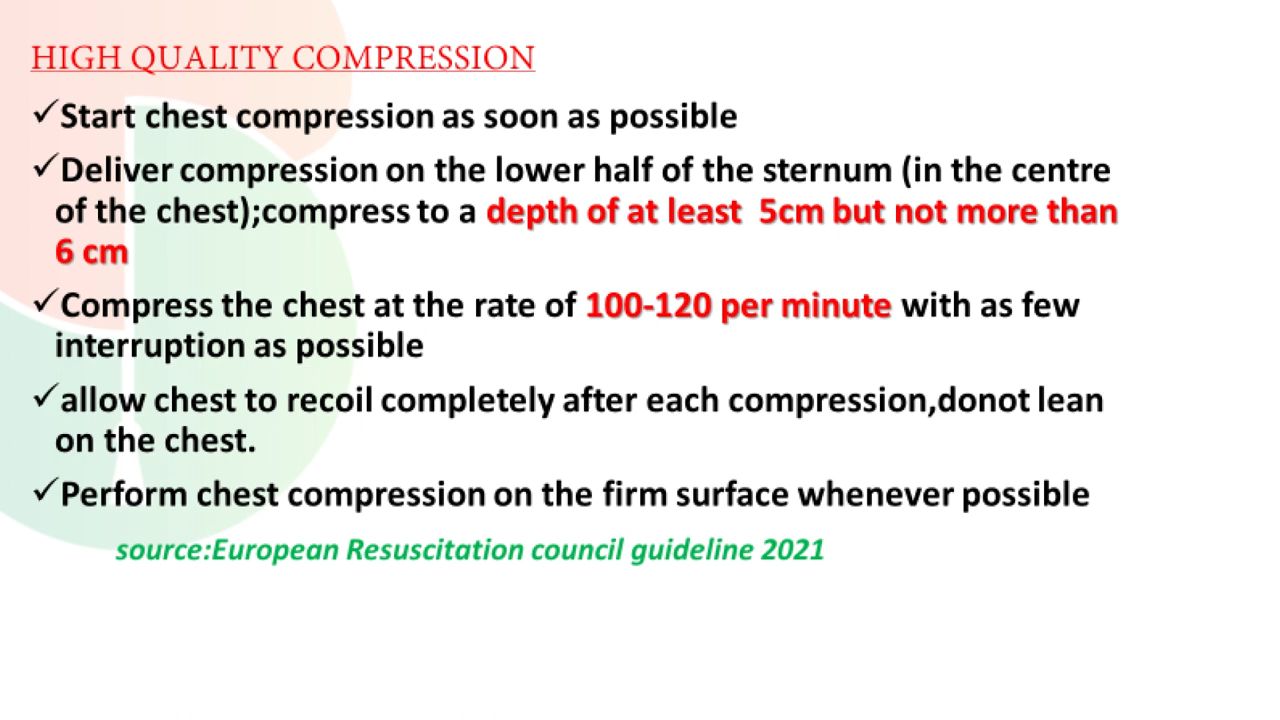 HIGH QUALITY COMPRESSION
✓Start chest compression as soon as possible
✓Deliver compression on the lower half of the sternum (in the centre
of the chest);compress to a depth of at least 5cm but not more than
6 cm
✓Compress the chest at the rate of 100-120 per minute with as few
interruption as possible
✓allow chest to recoil completely after each compression,donot lean
on the chest.
✓Perform chest compression on the firm surface whenever possible
source:European Resuscitation council guideline 2021